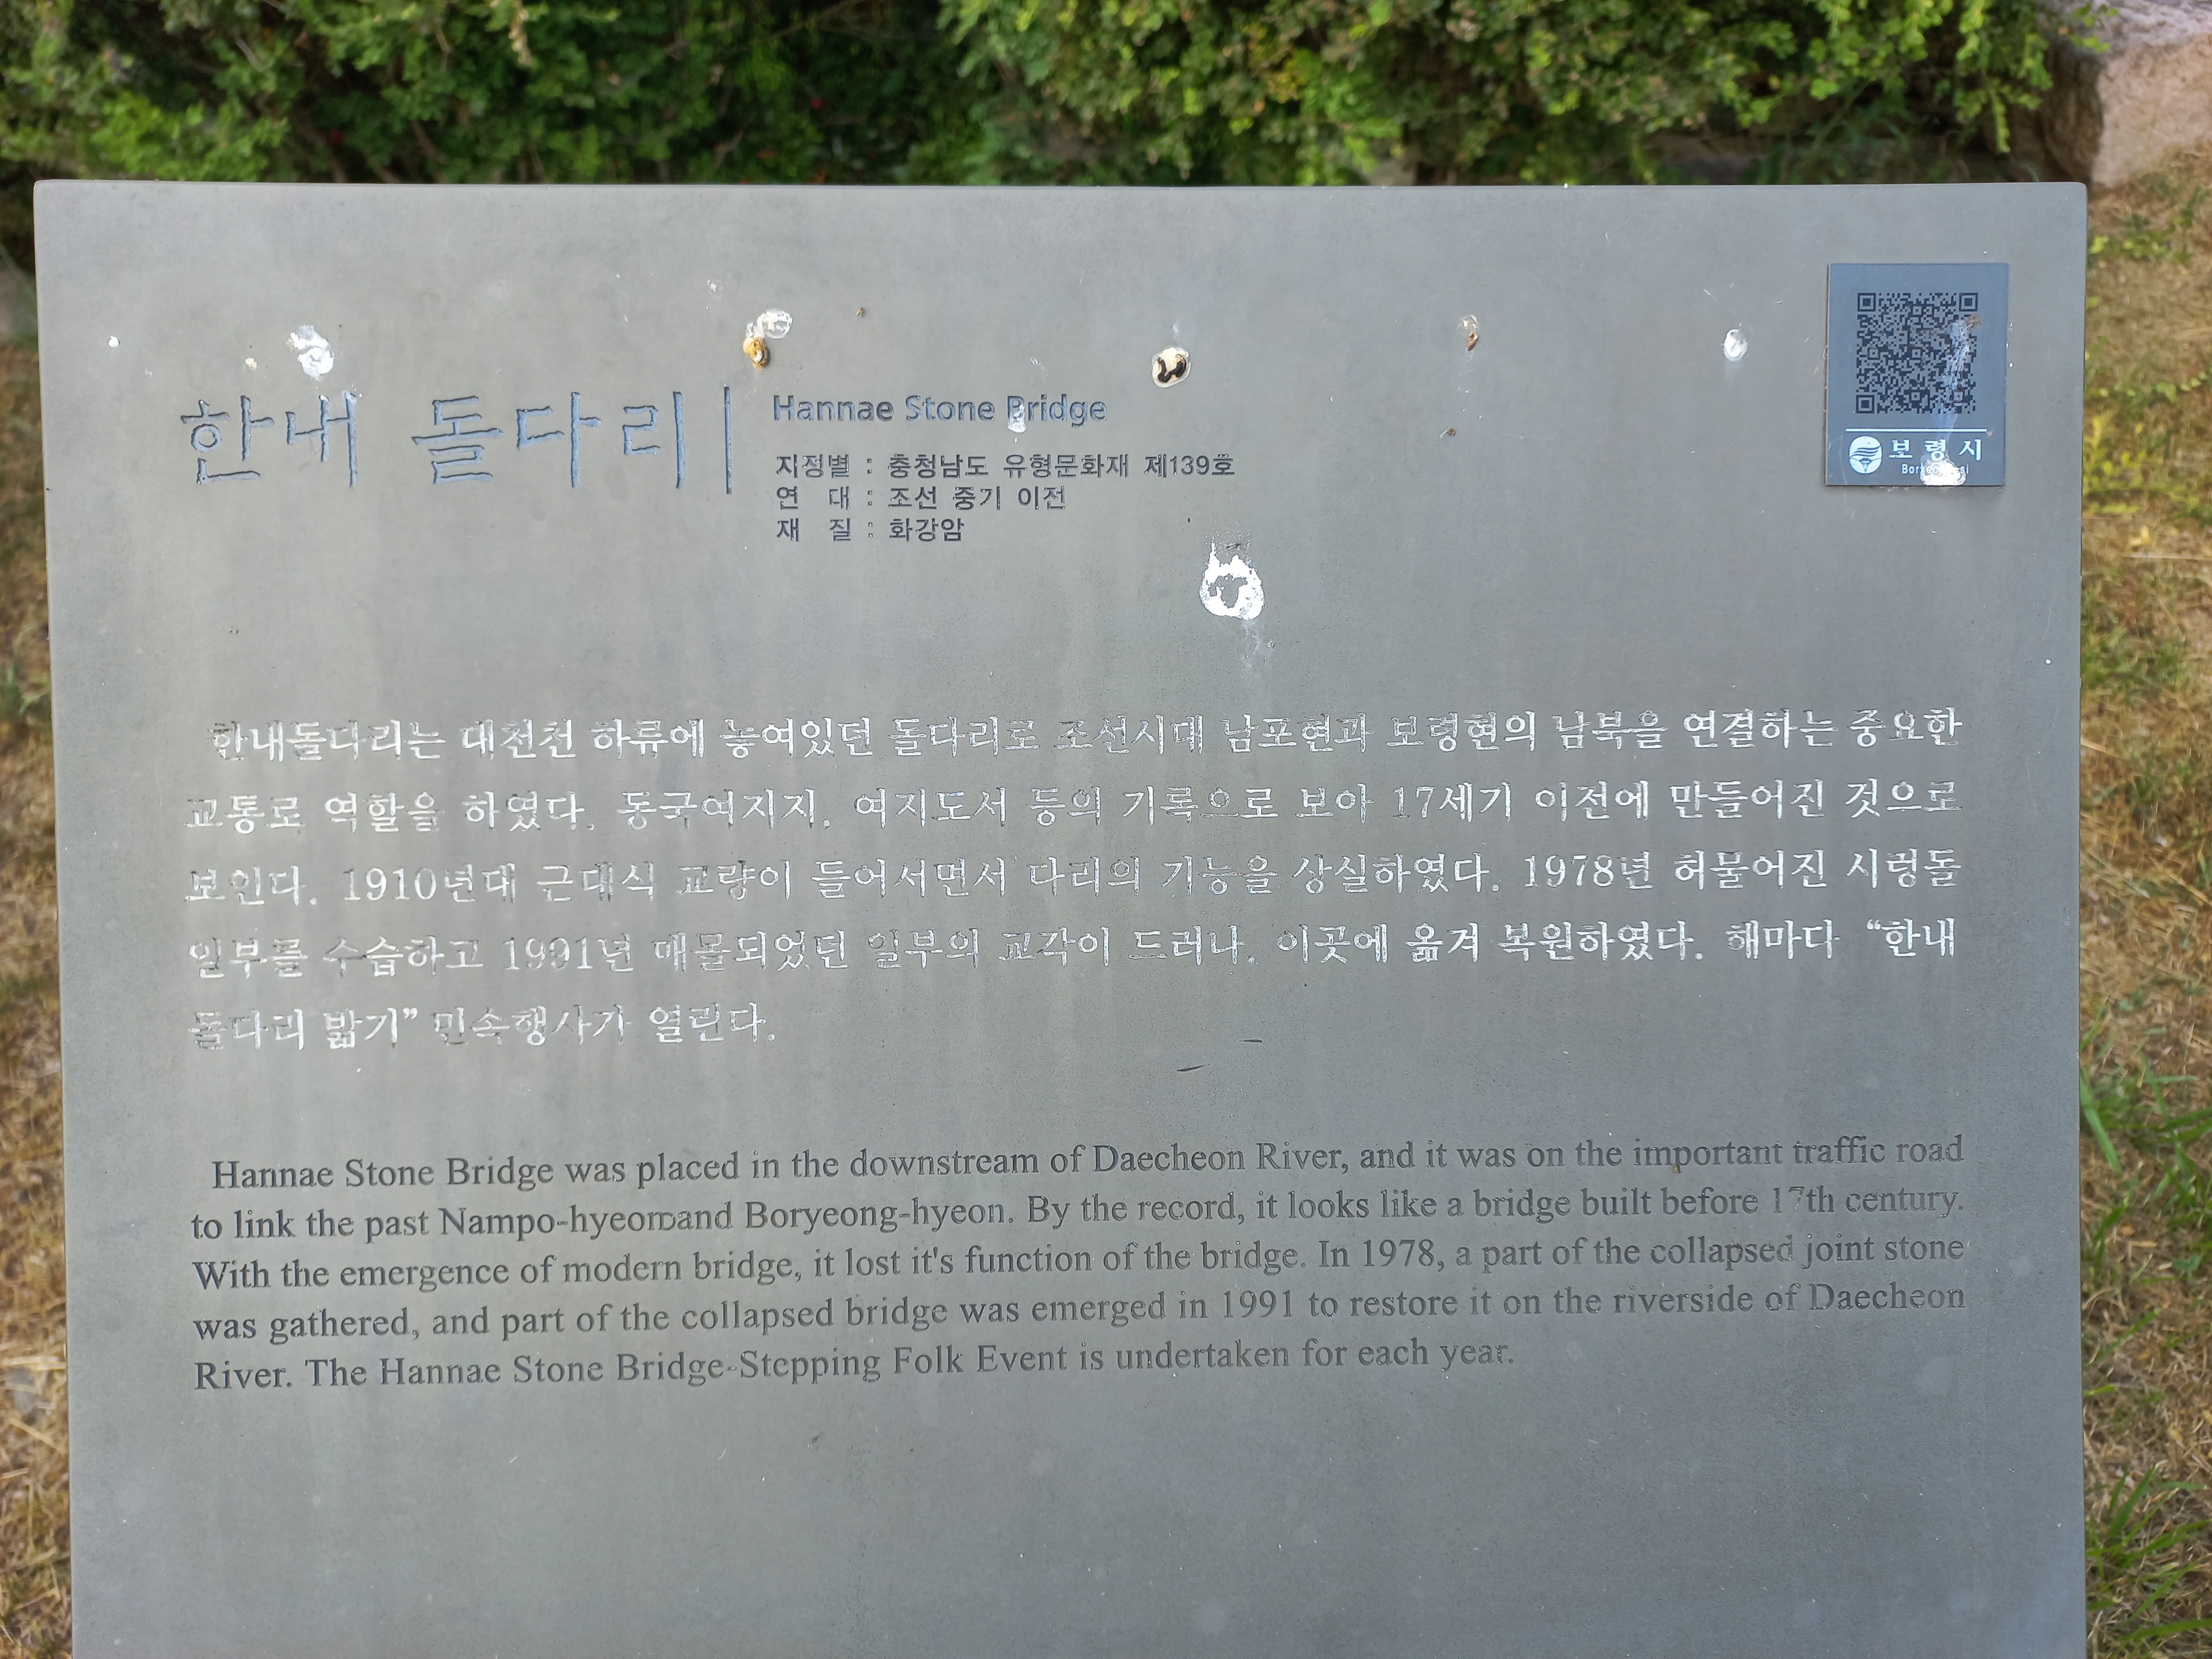 한내 돌다리
Hannae Stone Bridge
지정별 : 충청남도 유형문화재 제139호
연 대 : 조선 중기 이전
재 질 : 화강암
보령시
한내돌다리는 대천천 하류에 놓여있던 돌다리로 조선시대 남포현과 보령현의 남북을 연결하는 중요한
교통로 역할을 하였다. 동국여지지, 여지도서 등의 기록으로 보아 17세기 이전에 만들어진 것으로
보인다. 1910년대 근대식 교량이 들어서면서 다리의 기능을 상실하였다. 1978년 허물어진 시렁돌
일부를 수습하고 1991년 매몰되었던 일부의 교각이 드러나, 이곳에 옮겨 복원하였다. 해마다 “한내
돌다리 밟기” 민속행사가 열린다.
Hannae Stone Bridge was placed in the downstream of Daecheon River, and it was on the important traffic road
to link the past Nampo-hyeon and Boryeong-hyeon. By the record, it looks like a bridge built before 17th century.
With the emergence of modern bridge, it lost it's function of the bridge. In 1978, a part of the collapsed joint stone
was gathered, and part of the collapsed bridge was emerged in 1991 to restore it on the riverside of Daecheon
River. The Hannae Stone Bridge-Stepping Folk Event is undertaken for each year.